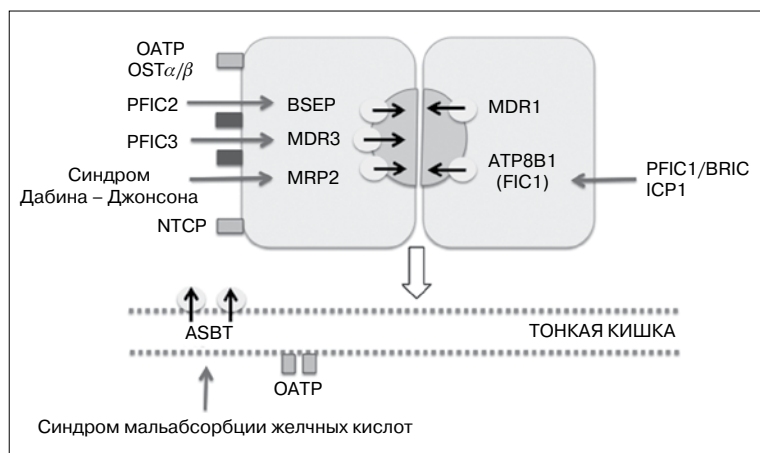 OATP
OSTα/β
PFIC2
BSEP
MDR1
PFIC3
MDR3
ATP8B1
(FIC1)
PFIC1/BRIC
ICP1
Синдром
Дабина – Джонсона
MRP2
NTCP
ASBT
ТОНКАЯ КИШКА
OATP
Синдром мальабсорбции желчных кислот